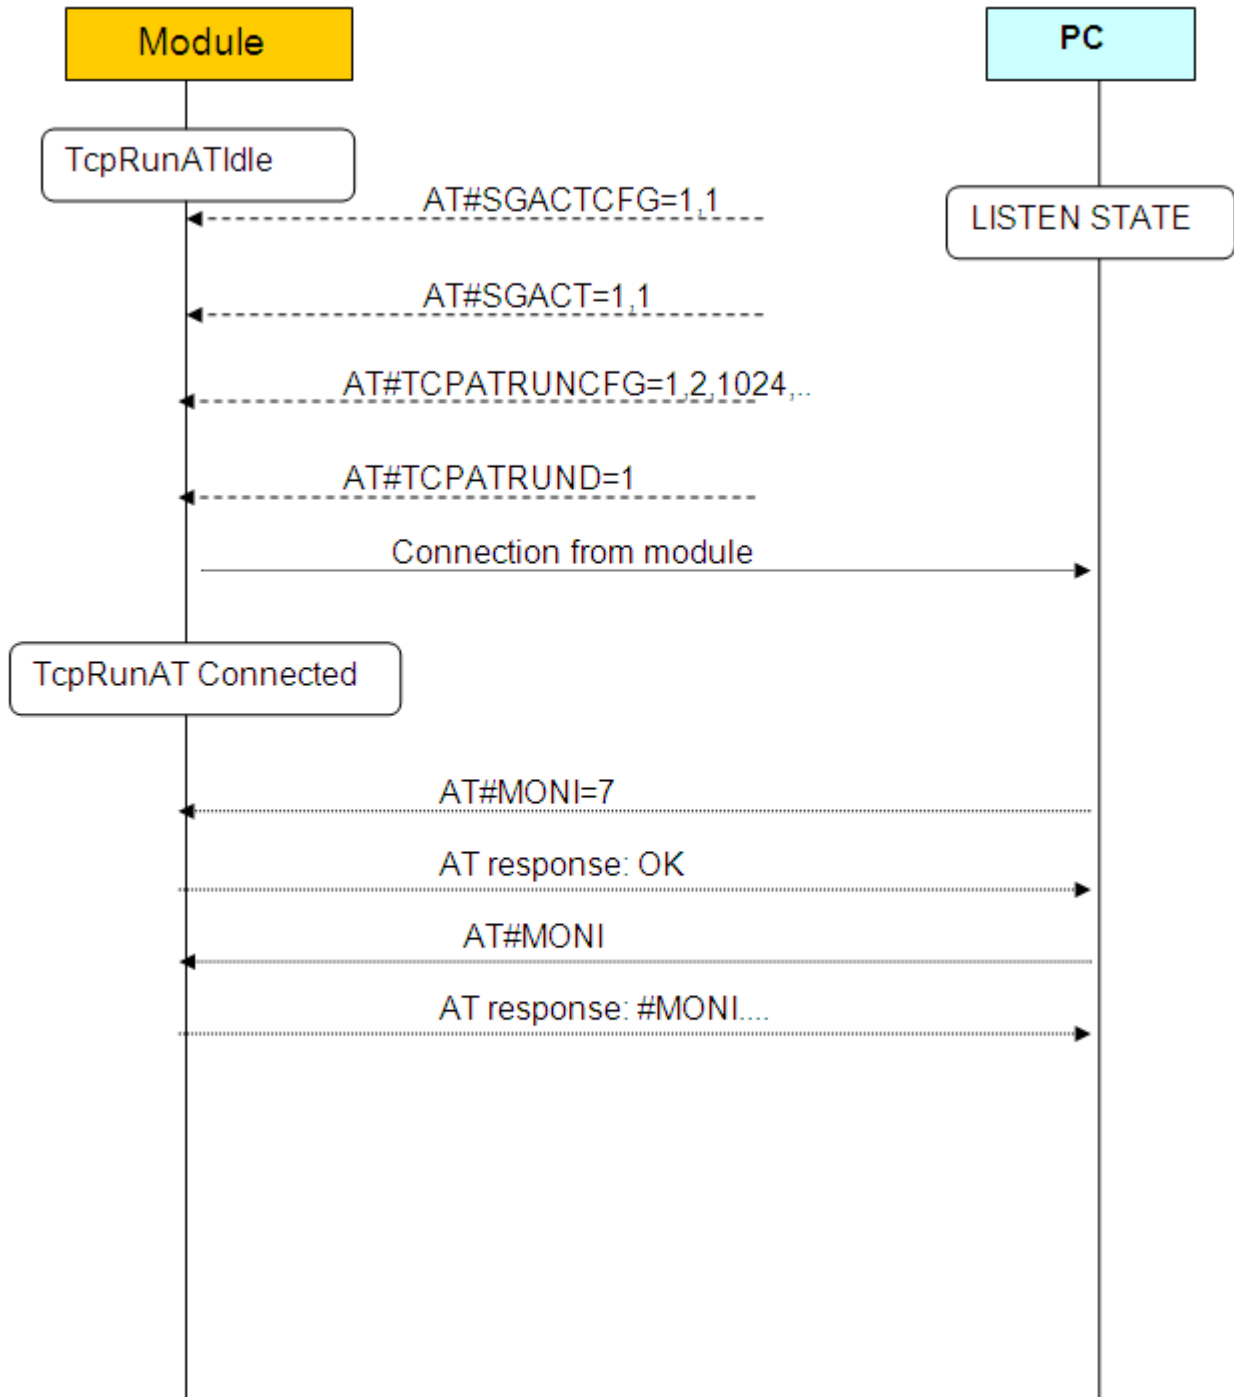 Module
PC
TcpRunATIdle
AT#SGACTCFG=1,1
LISTEN STATE
AT#SGACT=1,1
AT#TCPATRUNCFG=1,2,1024,..
AT#TCPATRUND=1
Connection from module
TcpRunAT Connected
AT#MONI=7
AT response: OK
AT#MONI
AT response: #MONI....